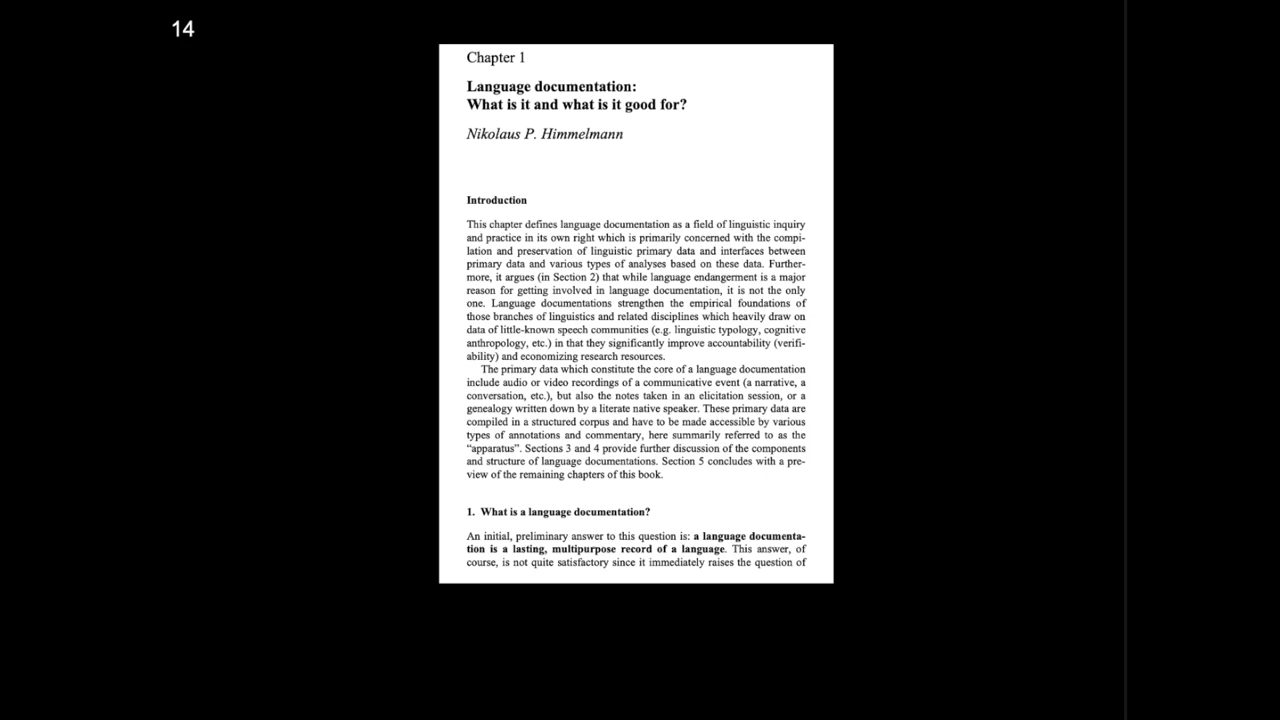 14
Chapter 1
Language documentation:
What is it and what is it good for?
Nikolaus P. Himmelmann
Introduction
This chapter defines language documentation as a field of linguistic inquiry
and practice in its own right which is primarily concerned with the compi-
lation and preservation of linguistic primary data and interfaces between
primary data and various types of analyses based on these data. Further-
more, it argues (in Section 2) that while language endangerment is a major
reason for getting involved in language documentation, it is not the only
one. Language documentations strengthen the empirical foundations of
those branches of linguistics and related disciplines which heavily draw on
data of little-known speech communities (e.g. linguistic typology, cognitive
anthropology, etc.) in that they significantly improve accountability (verifi-
ability) and economizing research resources.
The primary data which constitute the core of a language documentation
include audio or video recordings of a communicative event (a narrative, a
conversation, etc.), but also the notes taken in an elicitation session, or a
genealogy written down by a literate native speaker. These primary data are
compiled in a structured corpus and have to be made accessible by various
types of annotations and commentary, here summarily referred to as the
“apparatus”. Sections 3 and 4 provide further discussion of the components
and structure of language documentations. Section 5 concludes with a pre-
view of the remaining chapters of this book.
1. What is a language documentation?
An initial, preliminary answer to this question is: a language documenta-
tion is a lasting, multipurpose record of a language. This answer, of
course, is not quite satisfactory since it immediately raises the question of